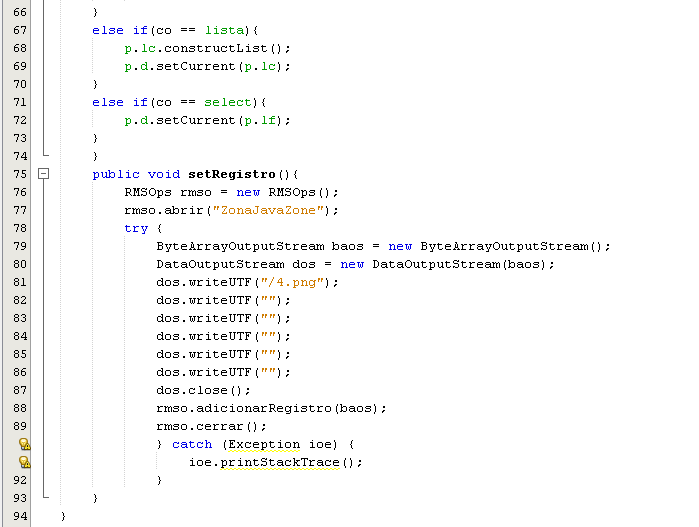 66 }
67 else if(co == lista){
68 p.lc.constructList();
69 p.d.setCurrent(p.lc);
70 }
71 else if(co == select){
72 p.d.setCurrent(p.lf);
73 }
74 }
75 public void setRegistro(){
76 RMSOps rmso = new RMSOps();
77 rmso.abrir("ZonaJavaZone");
78 try {
79 ByteArrayOutputStream baos = new ByteArrayOutputStream();
80 DataOutputStream dos = new DataOutputStream(baos);
81 dos.writeUTF("/4.png");
82 dos.writeUTF("");
83 dos.writeUTF("");
84 dos.writeUTF("");
85 dos.writeUTF("");
86 dos.writeUTF("");
87 dos.close();
88 rmso.adicionarRegistro(baos);
89 rmso.cerrar();
} catch (Exception ioe) {
ioe.printStackTrace();
92 }
93 }
94 }